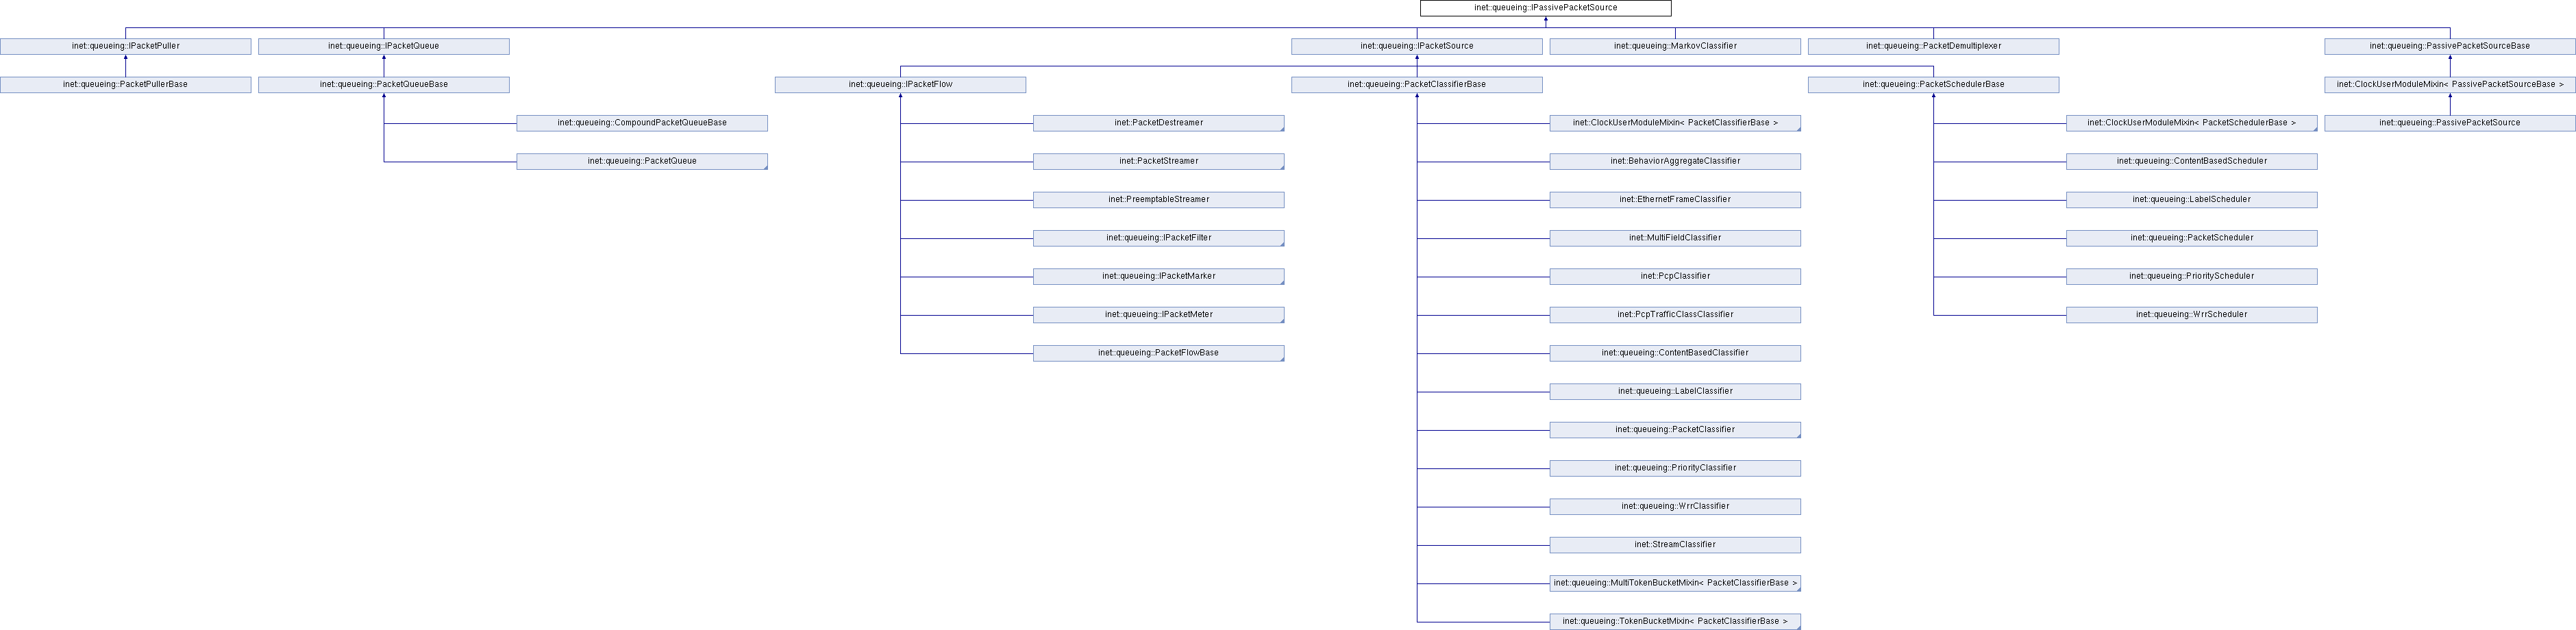 inet::queueing::IPassivePacketSource
inet::queueing::IPacketPuller
inet::queueing::IPacketQueue
inet::queueing::IPacketSource
inet::queueing::MarkovClassifier
inet::queueing::PacketDemultiplexer
inet::queueing::PassivePacketSourceBase
inet::queueing::PacketPullerBase
inet::queueing::PacketQueueBase
inet::queueing::IPacketFlow
inet::queueing::PacketClassifierBase
inet::queueing::PacketSchedulerBase
inet::ClockUserModuleMixin< PassivePacketSourceBase >
inet::queueing::CompoundPacketQueueBase
inet::PacketDestreamer
inet::ClockUserModuleMixin< PacketClassifierBase >
inet::ClockUserModuleMixin< PacketSchedulerBase >
inet::queueing::PassivePacketSource
inet::queueing::PacketQueue
inet::PacketStreamer
inet::BehaviorAggregateClassifier
inet::queueing::ContentBasedScheduler
inet::PreemptableStreamer
inet::EthernetFrameClassifier
inet::queueing::LabelScheduler
inet::queueing::IPacketFilter
inet::MultiFieldClassifier
inet::queueing::PacketScheduler
inet::queueing::IPacketMarker
inet::PcpClassifier
inet::queueing::PriorityScheduler
inet::queueing::IPacketMeter
inet::PcpTrafficClassClassifier
inet::queueing::WrrScheduler
inet::queueing::PacketFlowBase
inet::queueing::ContentBasedClassifier
inet::queueing::LabelClassifier
inet::queueing::PacketClassifier
inet::queueing::PriorityClassifier
inet::queueing::WrrClassifier
inet::StreamClassifier
inet::queueing::MultiTokenBucketMixin< PacketClassifierBase >
inet::queueing::TokenBucketMixin< PacketClassifierBase >